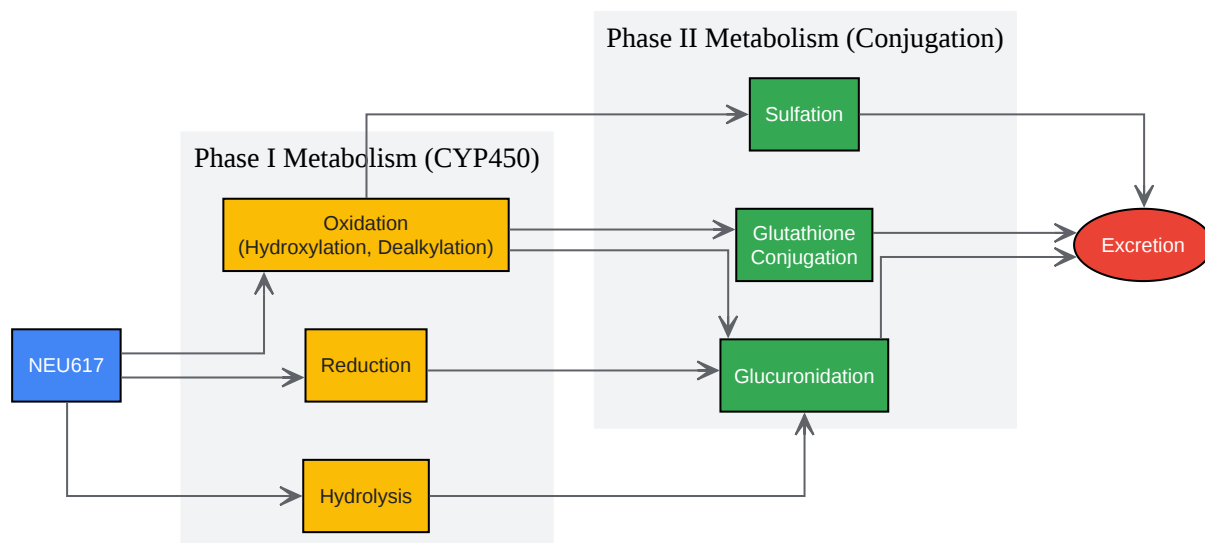 Phase II Metabolism (Conjugation)
Sulfation
Phase I Metabolism (CYP450)
Oxidation
(Hydroxylation, Dealkylation)
Glutathione
Conjugation
Excretion
NEU617
Reduction
Glucuronidation
Hydrolysis